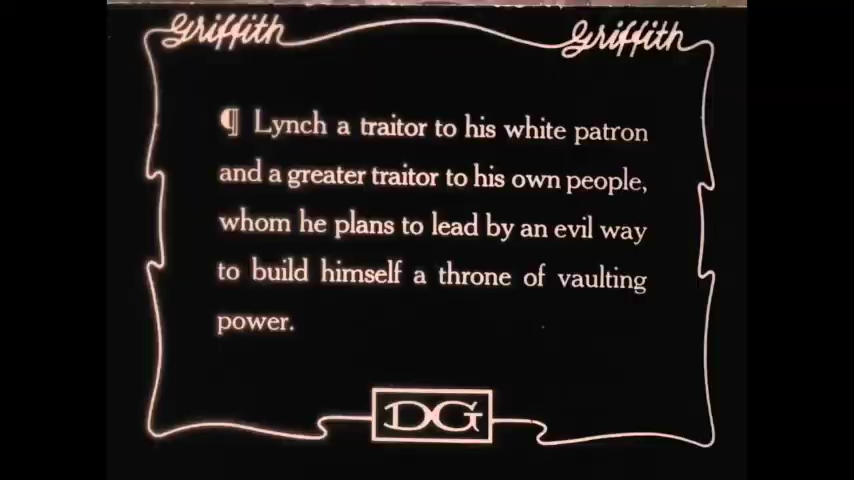 Griffith Griffith
¶ Lynch a traitor to his white patron
and a greater traitor to his own people,
whom he plans to lead by an evil way
to build himself a throne of vaulting
power.
DG